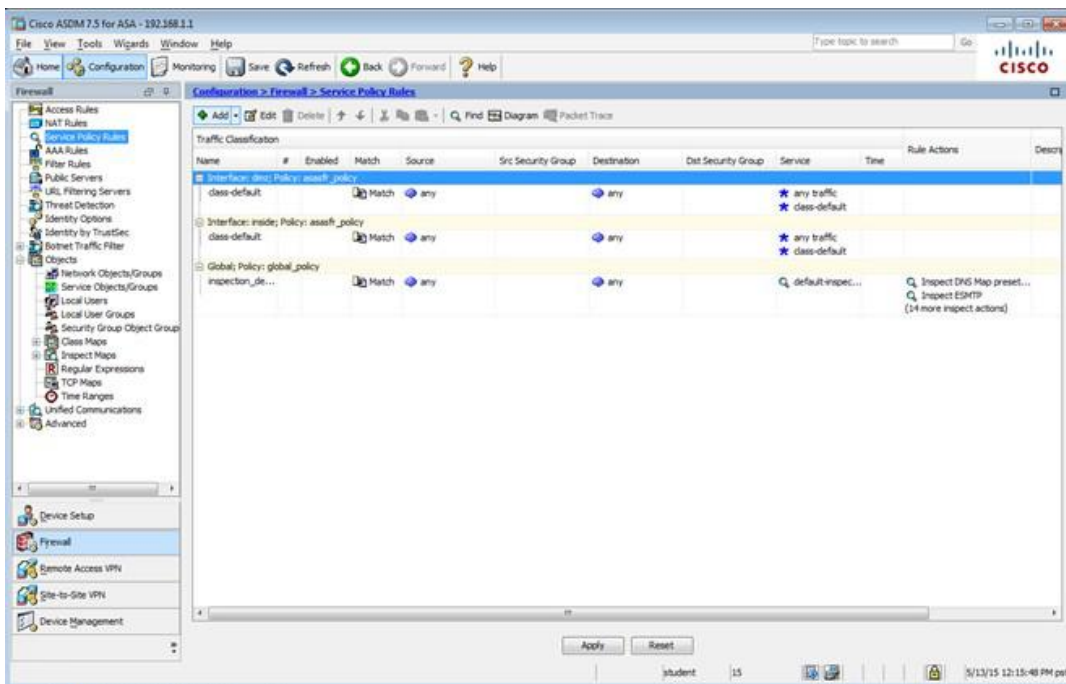 Cisco ASDM 7.5 for ASA - 192.168.1.1
File View Tools Wizards Window Help
Type topic to search
Go
Home Configuration Monitoring Save Refresh Back Forward Help
CISCO
Firewall
Access Rules
NAT Rules
Service Policy Rules
AAA Rules
Filter Rules
Public Servers
URL Filtering Servers
Threat Detection
Identity Options
Identity by TrustSec
Botnet Traffic Filter
Objects
Network Objects/Groups
Service Objects/Groups
Local Users
Local User Groups
Security Group Object Group
Class Maps
Inspect Maps
Regular Expressions
TCP Maps
Time Ranges
Unified Communications
Advanced
Device Setup
Firewall
Remote Access VPN
Site-to-Site VPN
Device Management
Configuration > Firewall > Service Policy Rules
Add Edit Delete Find Diagram Packet Trace
Traffic Classification
Name # Enabled Match Source Src Security Group Destination Dst Security Group Service Time Rule Actions Descri
Interface: dmz; Policy: asasfr_policy
class-default Match any any any traffic
class-default
Interface: inside; Policy: asasfr_policy
class-default Match any any any traffic
class-default
Global; Policy: global_policy
inspection_de... Match any any default-inspec... Inspect DNS Map preset...
Inspect ESMTP
(14 more inspect actions)
Apply Reset
student 15 5/13/15 12:15:48 PM